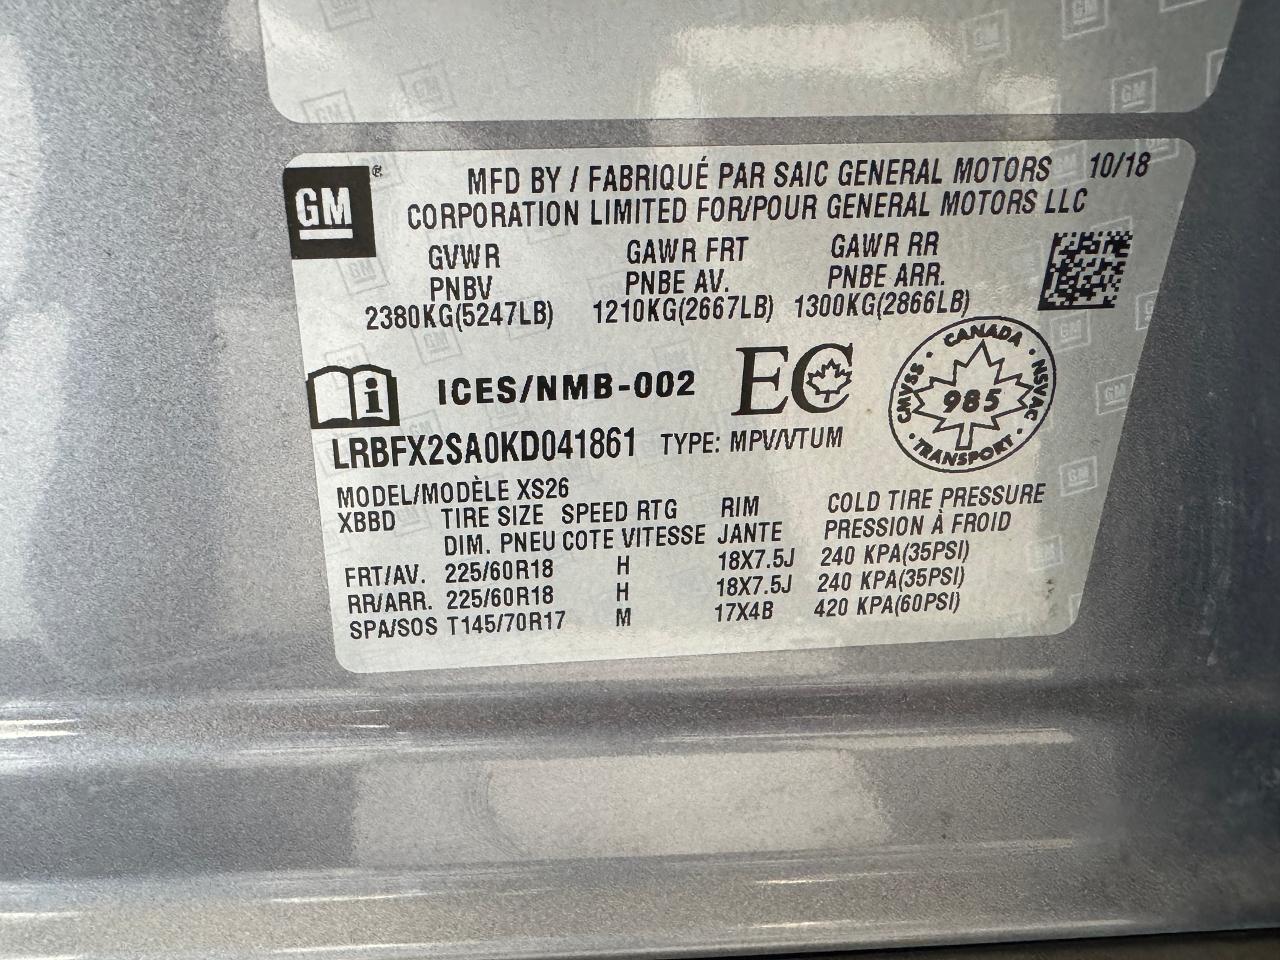 GM®
MFD BY / FABRIQUÉ PAR SAIC GENERAL MOTORS 10/18
CORPORATION LIMITED FOR/POUR GENERAL MOTORS LLC
GVWR GAWR FRT GAWR RR
PNBV PNBE AV. PNBE ARR.
2380KG(5247LB) 1210KG(2667LB) 1300KG(2866LB)
i ICES/NMB-002 EC
CANADA
CMVSS 985 NSVAC
TRANSPORT
LRBFX2SA0KD041861 TYPE: MPV/VTUM
MODEL/MODÈLE XS26
XBBD TIRE SIZE SPEED RTG RIM COLD TIRE PRESSURE
DIM. PNEU COTE VITESSE JANTE PRESSION À FROID
FRT/AV. 225/60R18 H 18X7.5J 240 KPA(35PSI)
RR/ARR. 225/60R18 H 18X7.5J 240 KPA(35PSI)
SPA/SOS T145/70R17 M 17X4B 420 KPA(60PSI)